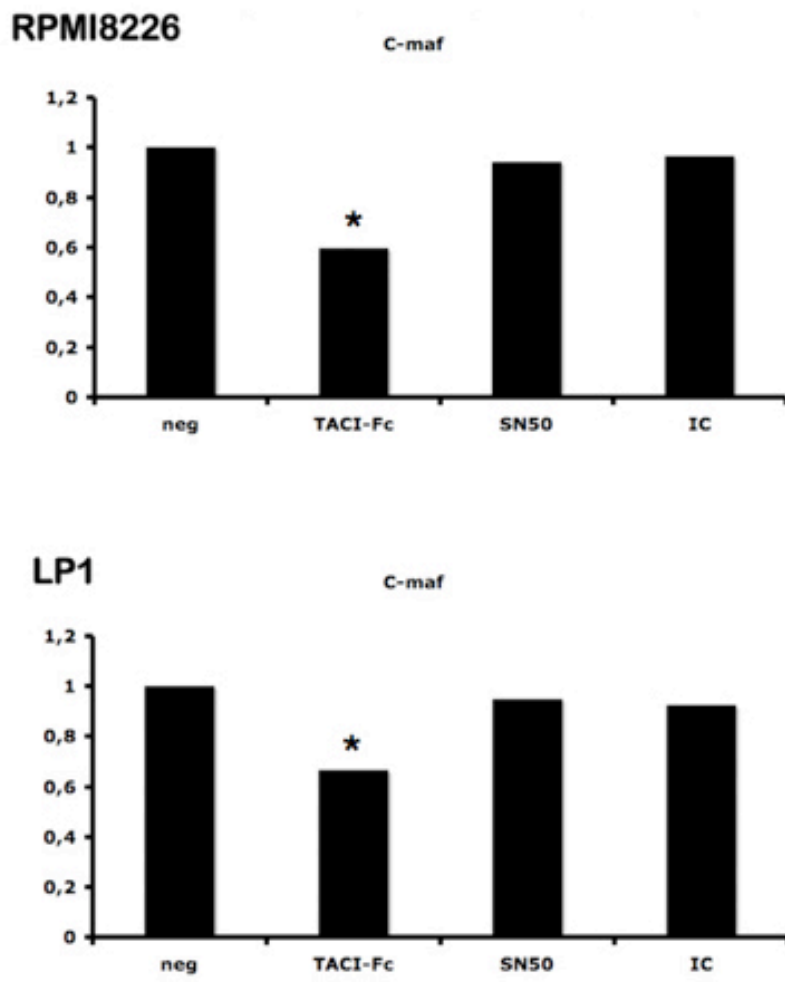 RPMI8226
C-maf
1,2
1
0,8
*
0,6
0,4
0,2
0
neg TACI-Fc SN50 IC
LP1
C-maf
1,2
1
0,8
*
0,6
0,4
0,2
0
neg TACI-Fc SN50 IC